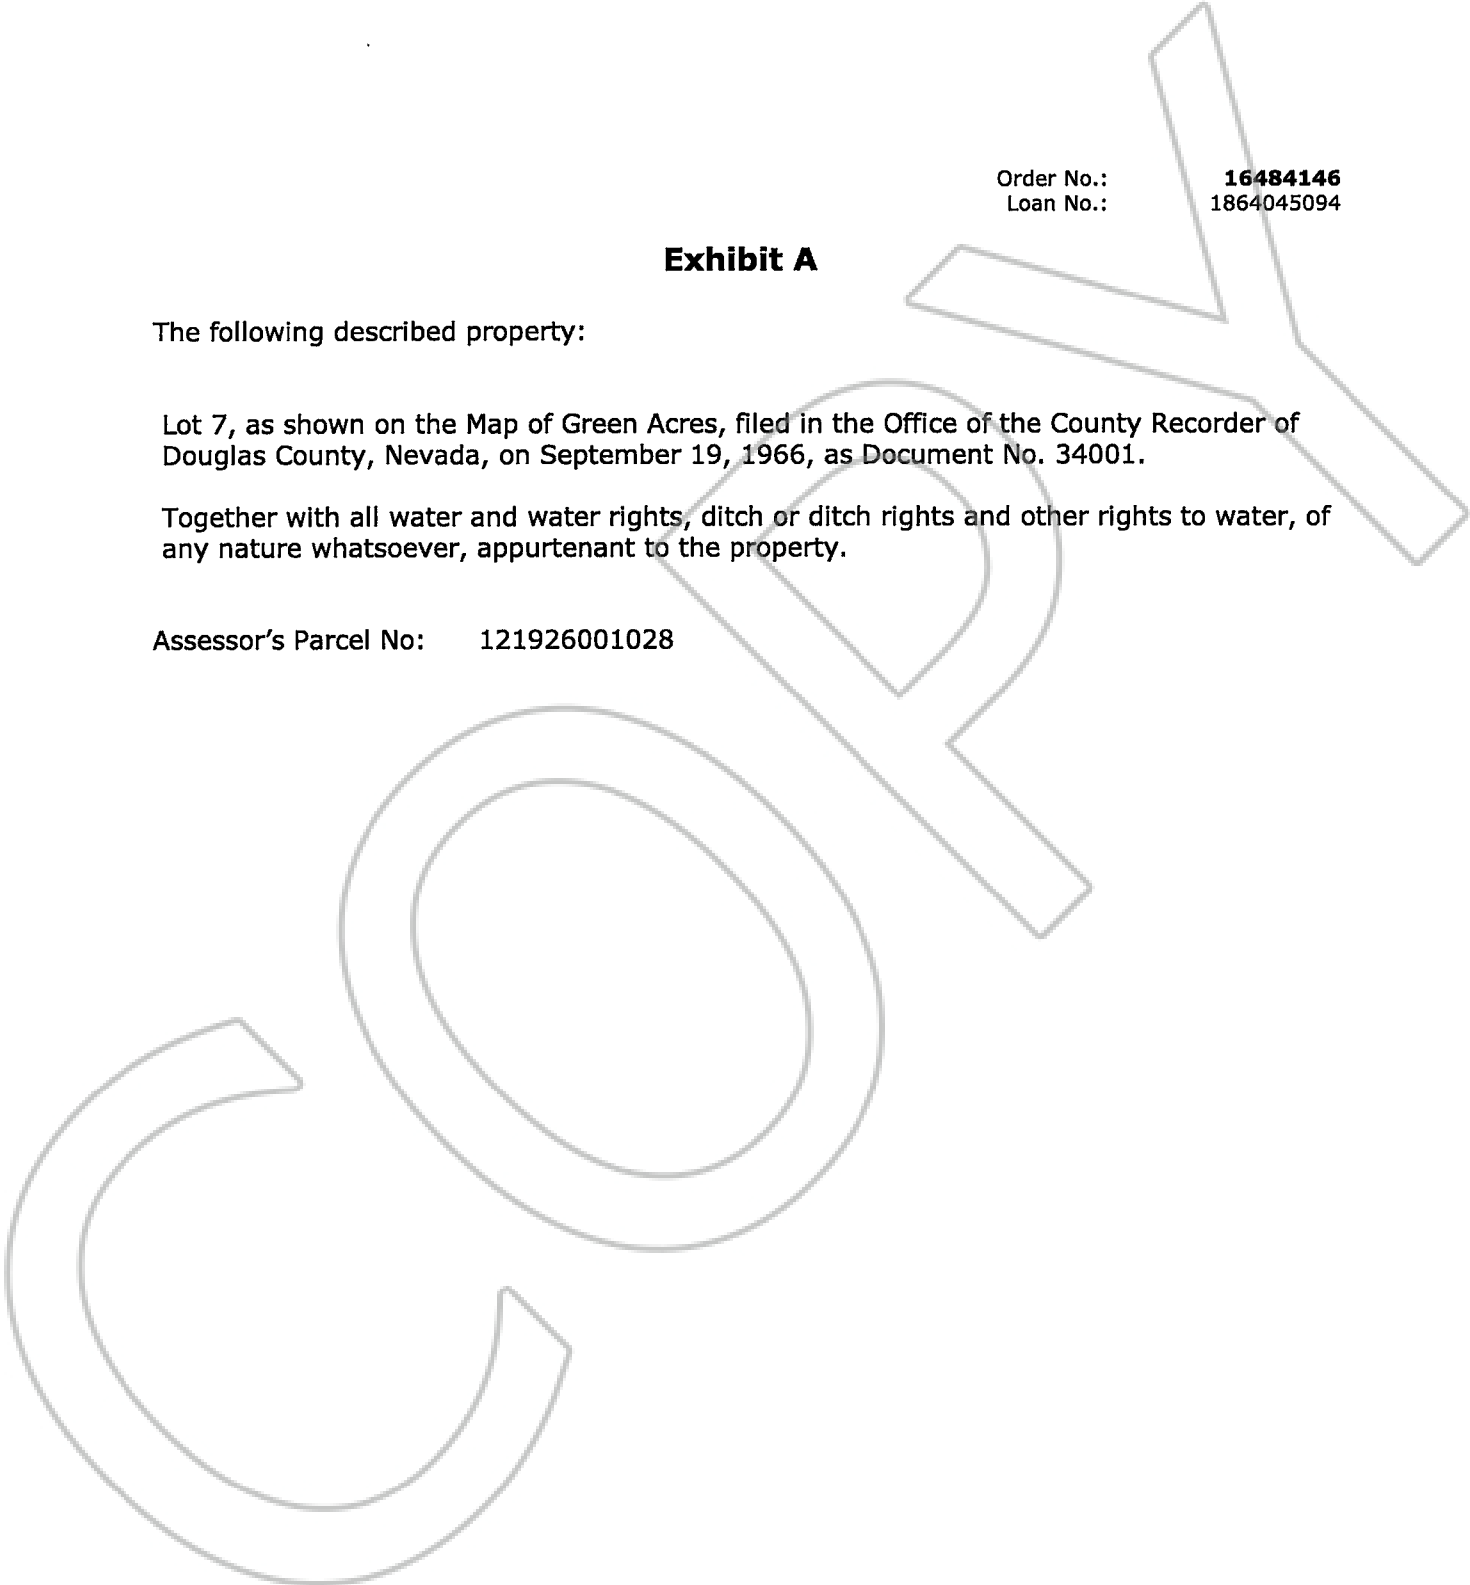 Order No.: 16484146
Loan No.: 1864045094
Exhibit A
The following described property:
Lot 7, as shown on the Map of Green Acres, filed in the Office of the County Recorder of
Douglas County, Nevada, on September 19, 1966, as Document No. 34001.
Together with all water and water rights, ditch or ditch rights and other rights to water, of
any nature whatsoever, appurtenant to the property.
Assessor's Parcel No: 121926001028
COPY